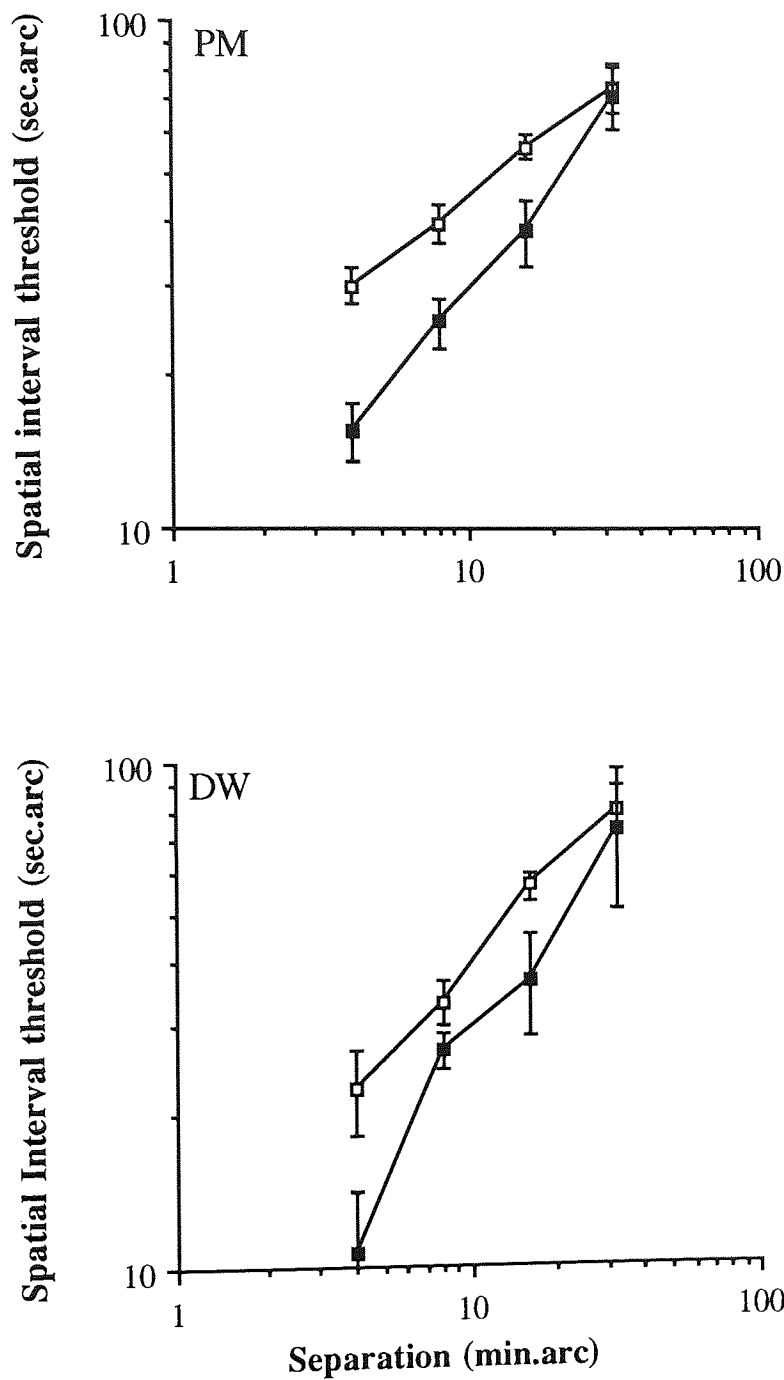 Spatial interval threshold (sec.arc)
100
PM
10
1
10
100
Spatial Interval threshold (sec.arc)
100
DW
10
1
10
100
Separation (min.arc)